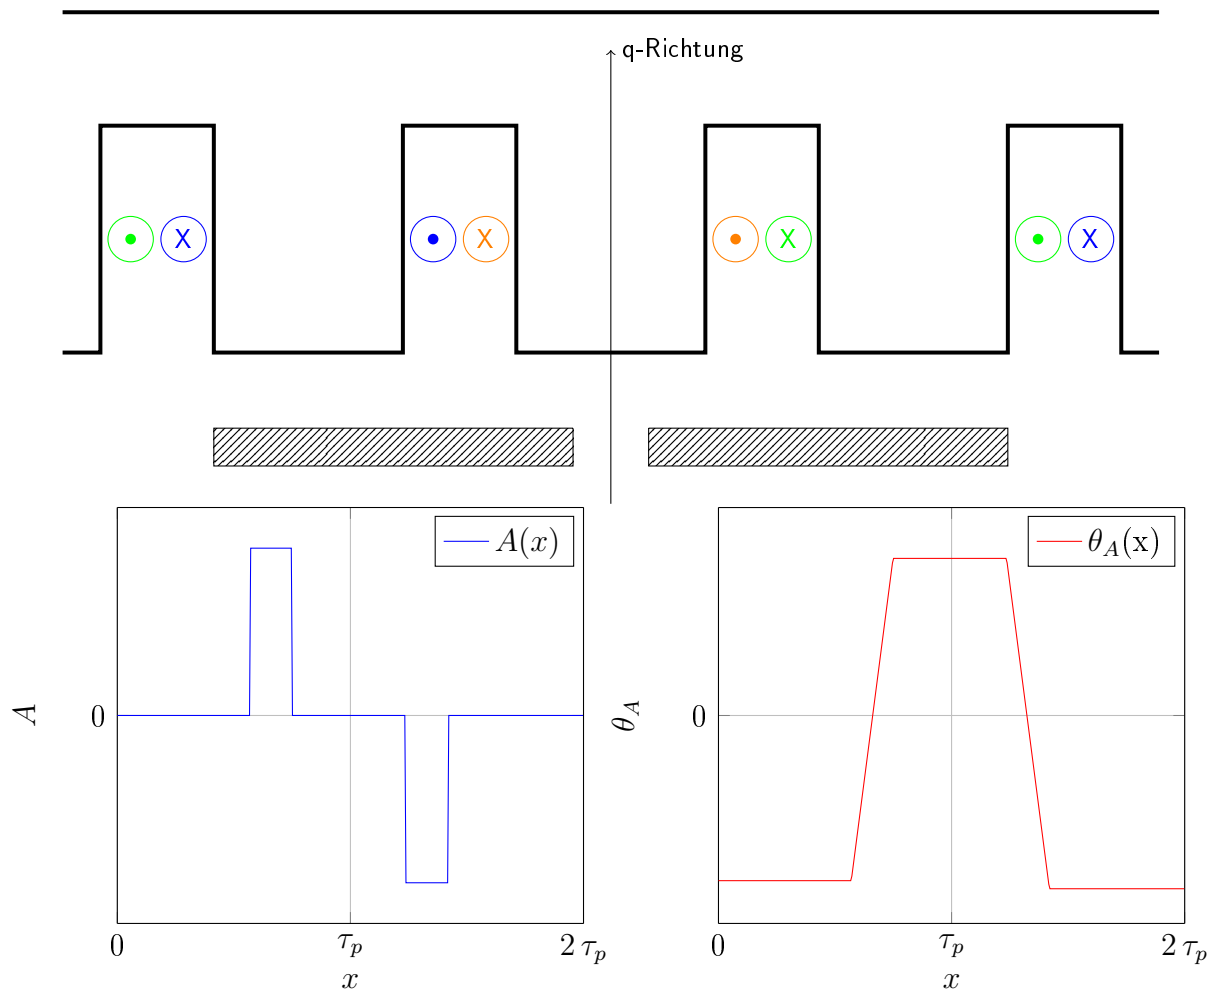 q-Richtung
X X X X
A(x)
θ_A(x)
A
0
θ_A
0
0 τ_p 2 τ_p
x
0 τ_p 2 τ_p
x